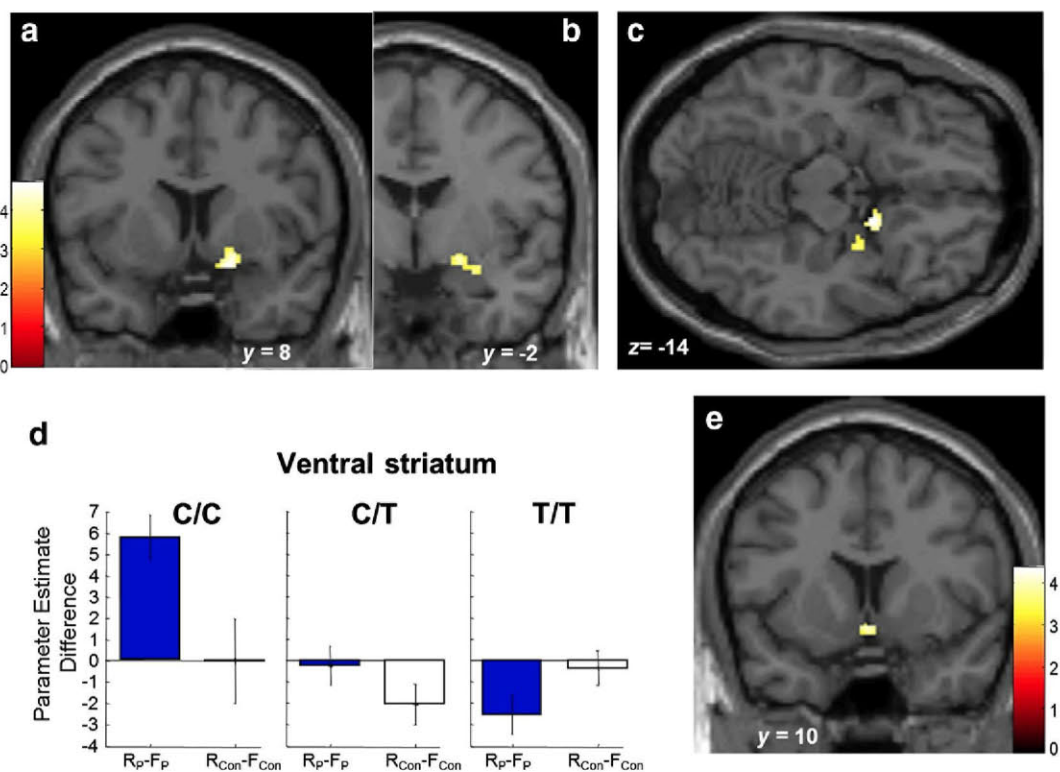 a
b
c
4
3
2
1
0
y = 8
y = -2
z= -14
d
Ventral striatum
C/C
C/T
T/T
Parameter Estimate
Difference
7
6
5
4
3
2
1
0
-1
-2
-3
-4
RP-FP
RCon-FCon
RP-FP
RCon-FCon
RP-FP
RCon-FCon
e
4
3
2
1
0
y = 10